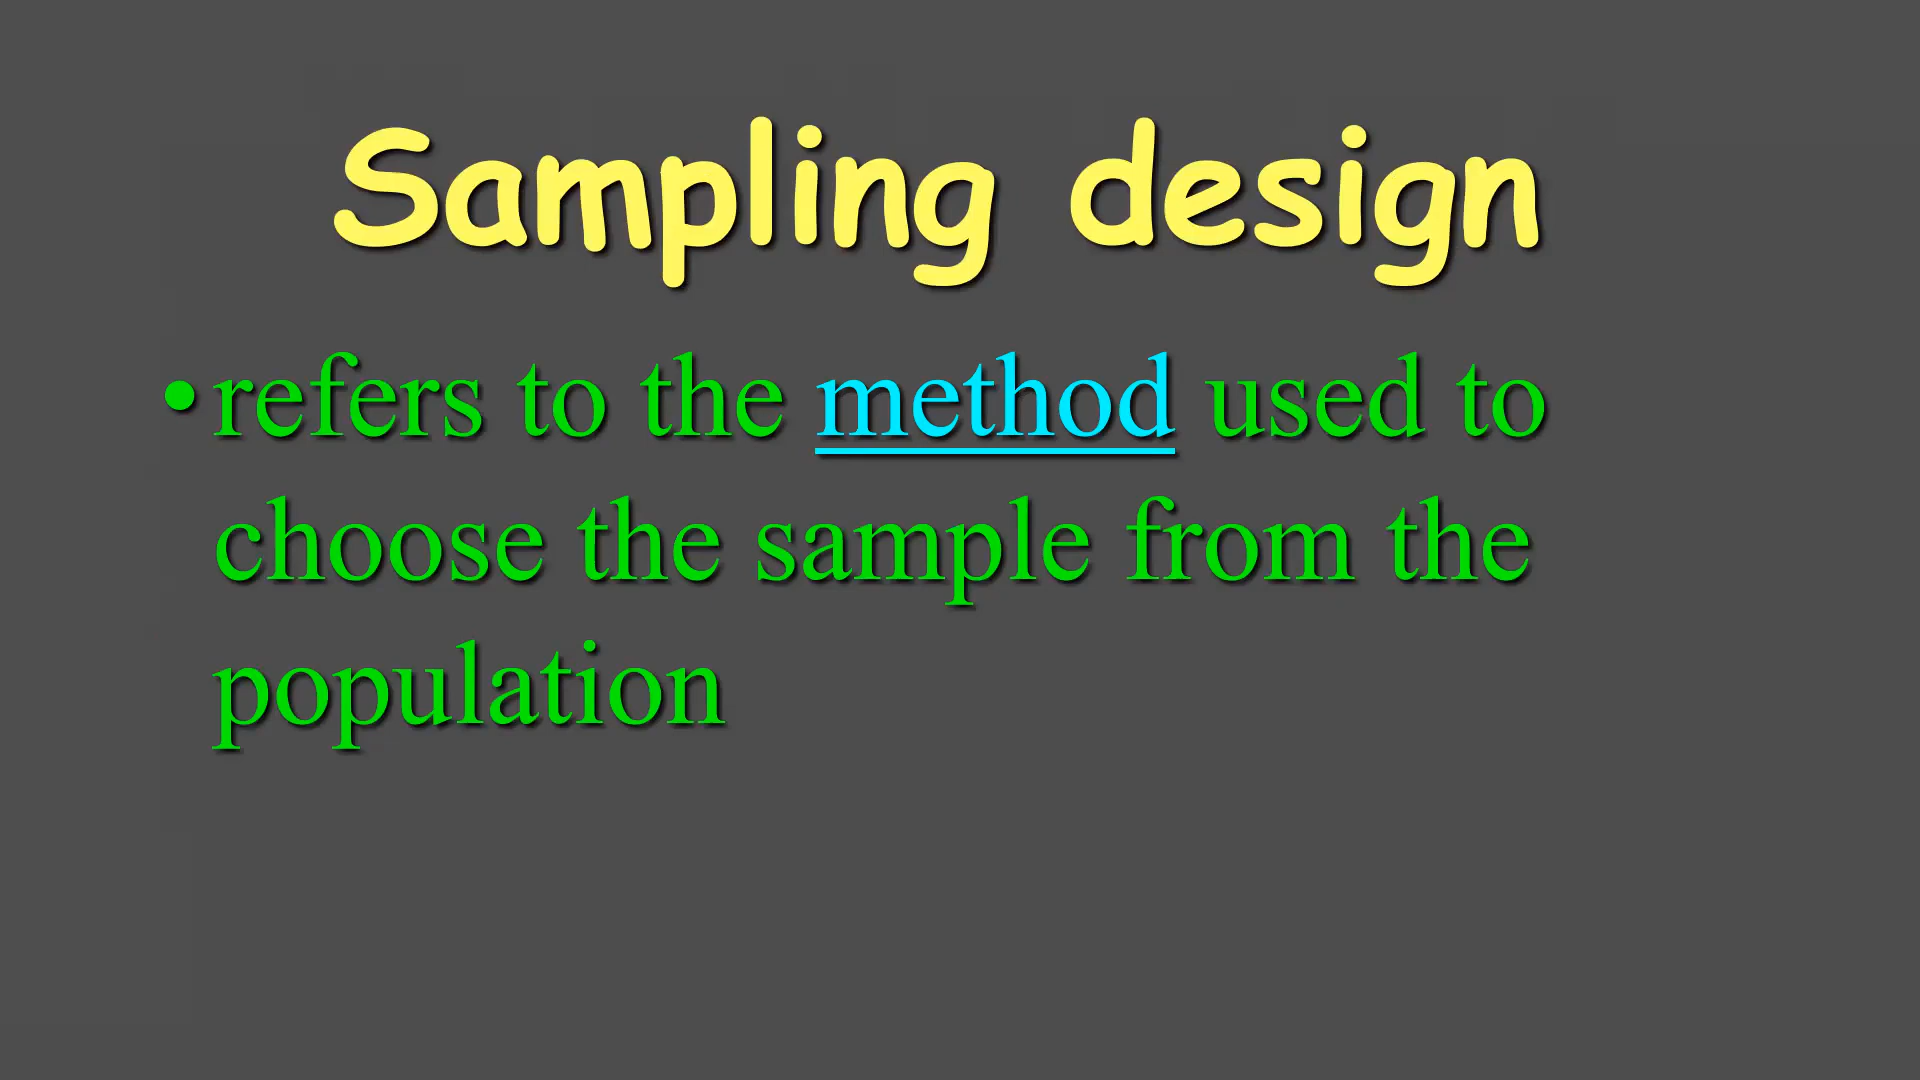 Sampling design
• refers to the method used to
choose the sample from the
population